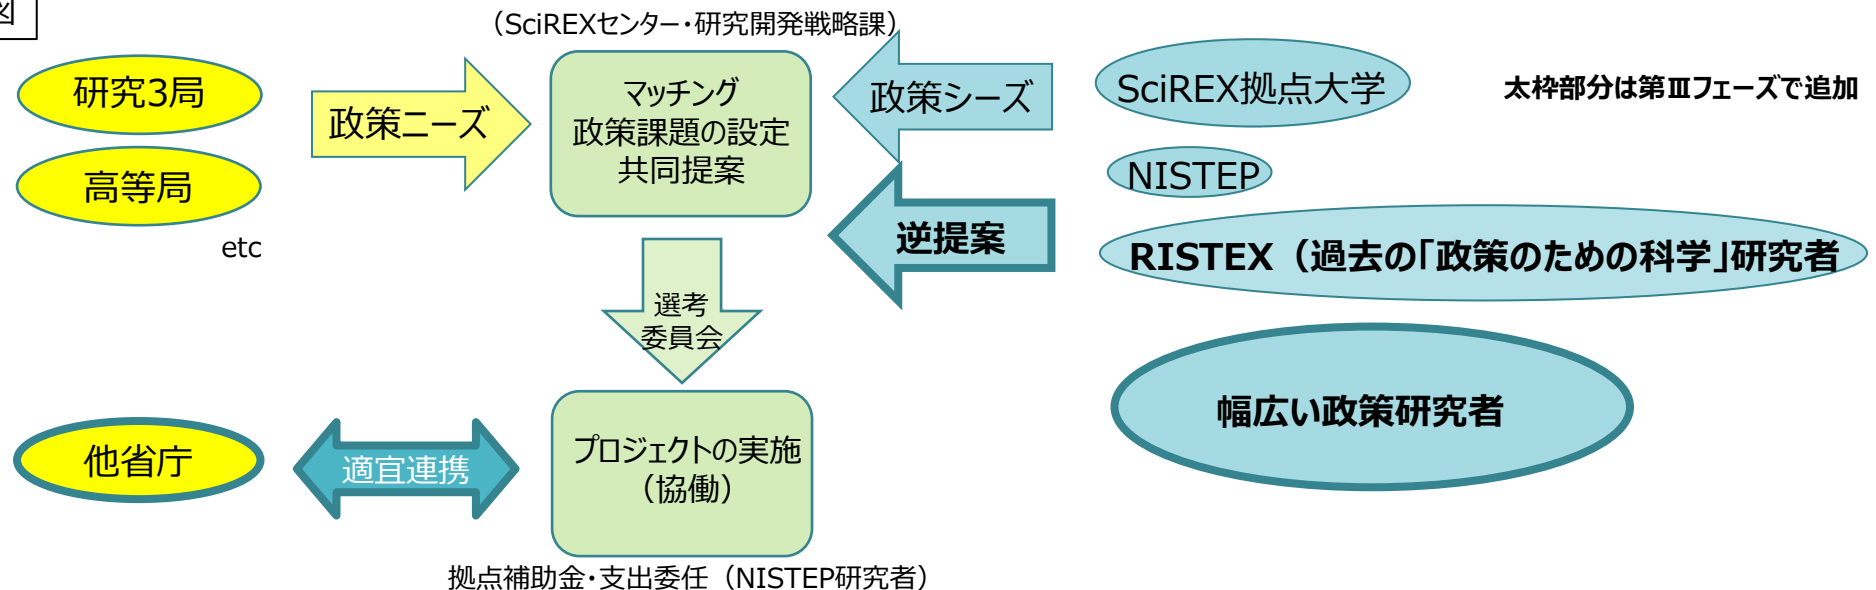 図
（SciREXセンター・研究開発戦略課）
研究3局
高等局
etc
政策ニーズ
マッチング
政策課題の設定
共同提案
政策シーズ
逆提案
SciREX拠点大学
太枠部分は第Ⅲフェーズで追加
NISTEP
RISTEX（過去の「政策のための科学」研究者
幅広い政策研究者
選考
委員会
他省庁
適宜連携
プロジェクトの実施
（協働）
拠点補助金・支出委任（NISTEP研究者）